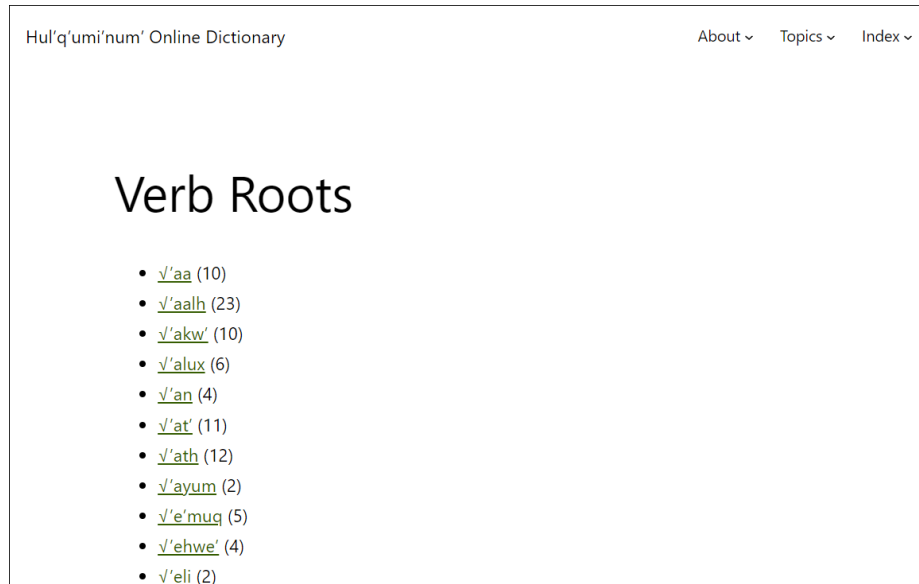 Hul’q’umi’num’ Online Dictionary
About
Topics
Index
Verb Roots
√’aa (10)
√’aalh (23)
√’akw’ (10)
√’alux (6)
√’an (4)
√’at’ (11)
√’ath (12)
√’ayum (2)
√’e’muq (5)
√’ehwe’ (4)
√’eli (2)